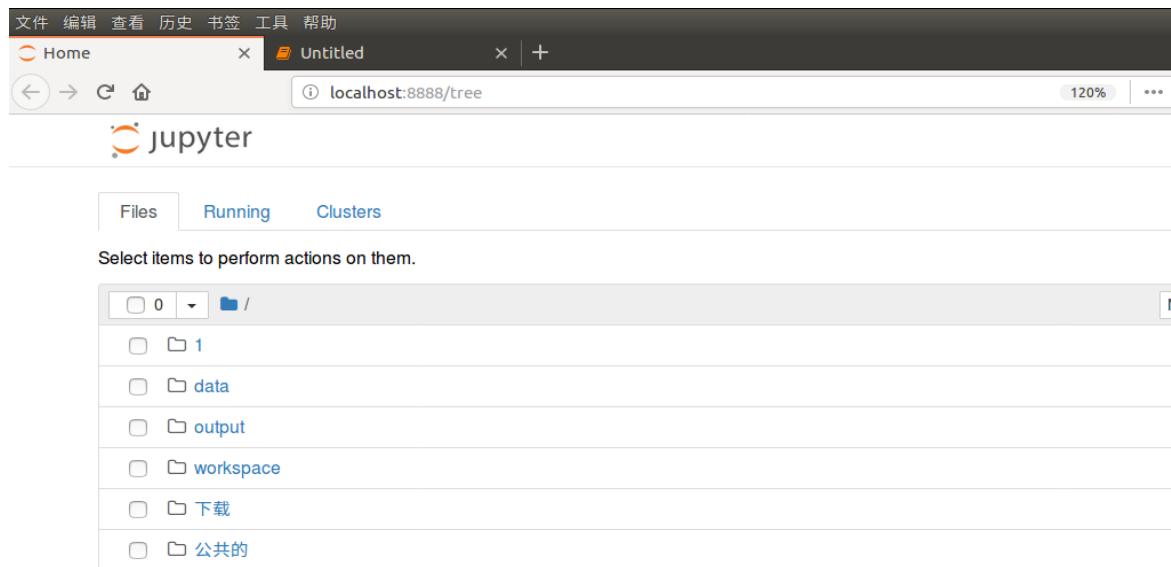 文件 编辑 查看 历史 书签 工具 帮助
Home Untitled
localhost:8888/tree 120%
jupyter
Files Running Clusters
Select items to perform actions on them.
0 /
1
data
output
workspace
下载
公共的